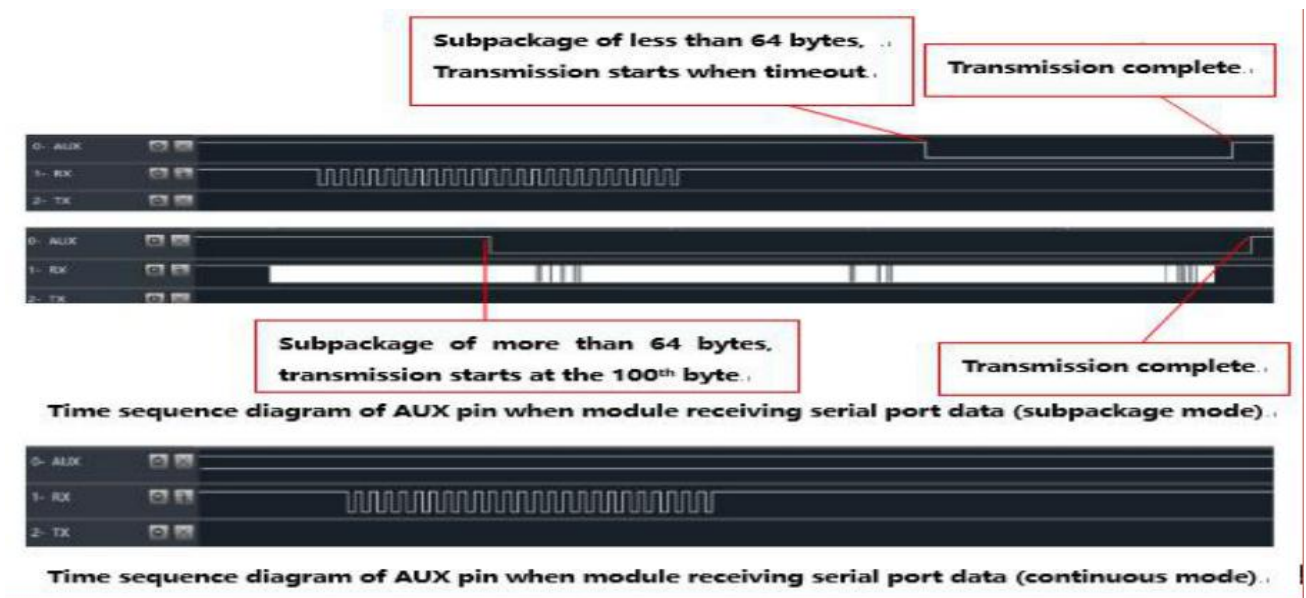 Subpackage of less than 64 bytes,
Transmission starts when timeout.
Transmission complete.
0- AUX
1- RX
2- TX
0- AUX
1- RX
2- TX
Subpackage of more than 64 bytes,
transmission starts at the 100th byte.
Transmission complete.
Time sequence diagram of AUX pin when module receiving serial port data (subpackage mode).
0- AUX
1- RX
2- TX
Time sequence diagram of AUX pin when module receiving serial port data (continuous mode).